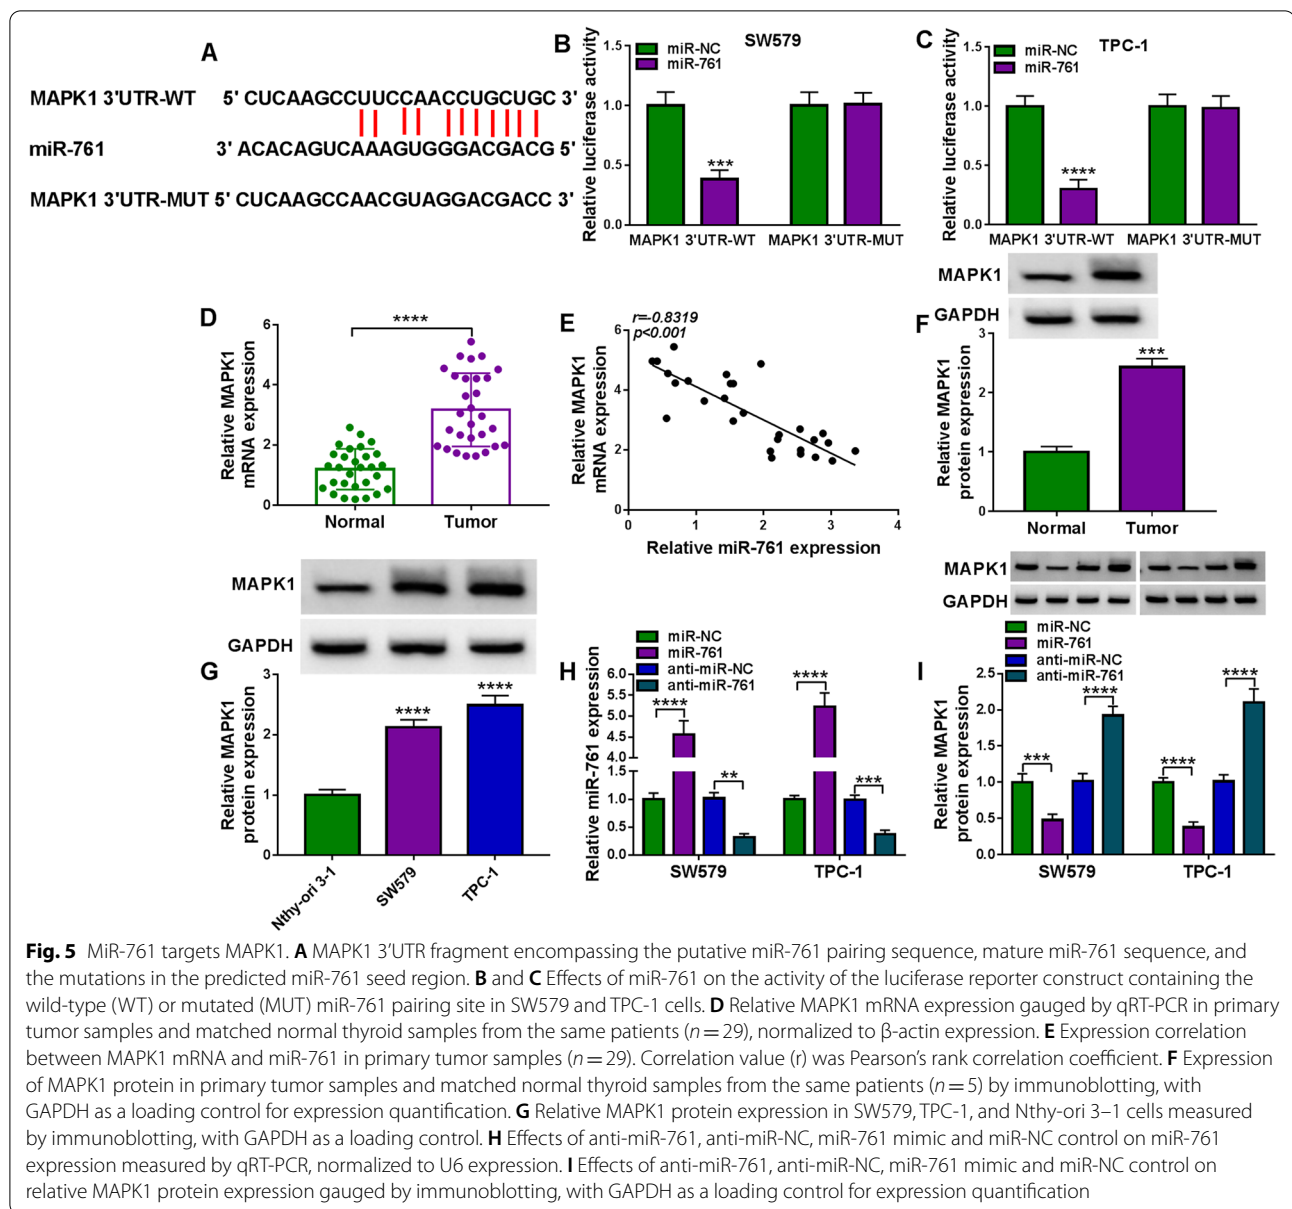 A
MAPK1 3'UTR-WT 5' CUCAAGCCUUCCAACCUGCUGC 3'
miR-761 3' ACACAGUCAAAGUGGGACGACG 5'
MAPK1 3'UTR-MUT 5' CUCAAGCCAACGUAGGACGACC 3'
B
SW579
miR-NC
miR-761
Relative luciferase activity
1.5
1.0
0.5
0.0
***
MAPK1 3'UTR-WT MAPK1 3'UTR-MUT
C
TPC-1
miR-NC
miR-761
Relative luciferase activity
1.5
1.0
0.5
0.0
****
MAPK1 3'UTR-WT MAPK1 3'UTR-MUT
D
Relative MAPK1
mRNA expression
6
4
2
0
****
Normal Tumor
E
r=-0.8319
p<0.001
Relative MAPK1
mRNA expression
6
4
2
0
0 1 2 3 4
Relative miR-761 expression
MAPK1
GAPDH
F
Relative MAPK1
protein expression
3
2
1
0
***
Normal Tumor
MAPK1
GAPDH
G
Relative MAPK1
protein expression
3
2
1
0
****
****
Nthy-ori 3-1
SW579
TPC-1
H
miR-NC
miR-761
anti-miR-NC
anti-miR-761
Relative miR-761 expression
6.0
5.5
5.0
4.5
4.0
1.5
1.0
0.5
0.0
****
**
****
***
SW579 TPC-1
MAPK1
GAPDH
I
miR-NC
miR-761
anti-miR-NC
anti-miR-761
Relative MAPK1
protein expression
2.5
2.0
1.5
1.0
0.5
0.0
***
****
****
****
SW579 TPC-1
Fig. 5 MiR-761 targets MAPK1. A MAPK1 3'UTR fragment encompassing the putative miR-761 pairing sequence, mature miR-761 sequence, and
the mutations in the predicted miR-761 seed region. B and C Effects of miR-761 on the activity of the luciferase reporter construct containing the
wild-type (WT) or mutated (MUT) miR-761 pairing site in SW579 and TPC-1 cells. D Relative MAPK1 mRNA expression gauged by qRT-PCR in primary
tumor samples and matched normal thyroid samples from the same patients (n = 29), normalized to β-actin expression. E Expression correlation
between MAPK1 mRNA and miR-761 in primary tumor samples (n = 29). Correlation value (r) was Pearson's rank correlation coefficient. F Expression
of MAPK1 protein in primary tumor samples and matched normal thyroid samples from the same patients (n = 5) by immunoblotting, with
GAPDH as a loading control for expression quantification. G Relative MAPK1 protein expression in SW579, TPC-1, and Nthy-ori 3–1 cells measured
by immunoblotting, with GAPDH as a loading control. H Effects of anti-miR-761, anti-miR-NC, miR-761 mimic and miR-NC control on miR-761
expression measured by qRT-PCR, normalized to U6 expression. I Effects of anti-miR-761, anti-miR-NC, miR-761 mimic and miR-NC control on
relative MAPK1 protein expression gauged by immunoblotting, with GAPDH as a loading control for expression quantification